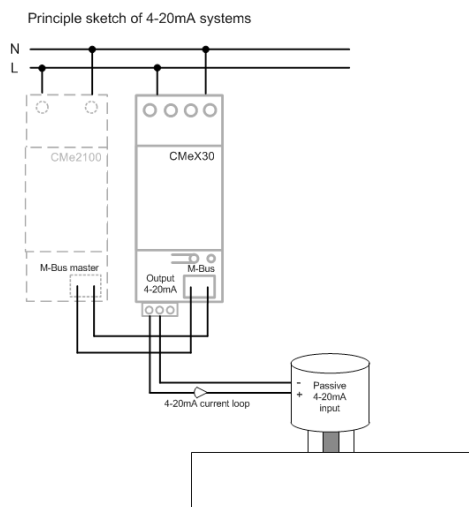 Principle sketch of 4-20mA systems
N
L
CMe2100
CMeX30
M-Bus master
M-Bus
Output
4-20mA
-
+
Passive
4-20mA
input
4-20mA current loop